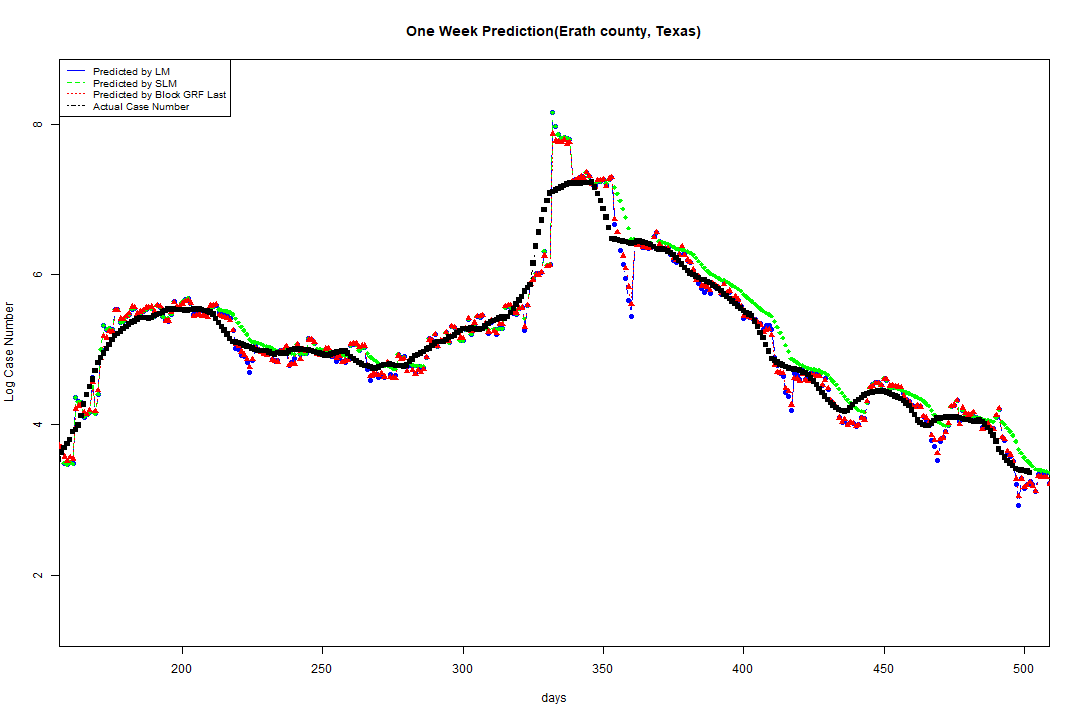 One Week Prediction(Erath county, Texas)
Predicted by LM
Predicted by SLM
Predicted by Block GRF Last
Actual Case Number
8
6
4
2
Log Case Number
200 250 300 350 400 450 500
days